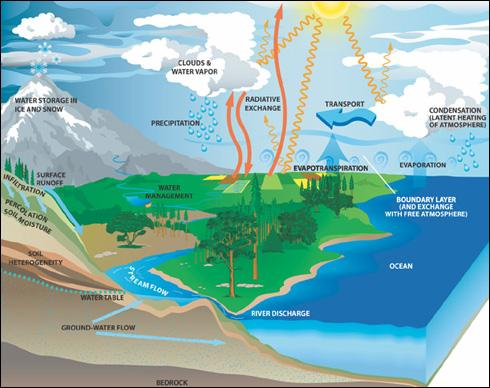 CLOUDS &
WATER VAPOR
WATER STORAGE IN
ICE AND SNOW
RADIATIVE
EXCHANGE
TRANSPORT
CONDENSATION
(LATENT HEATING
OF ATMOSPHERE)
PRECIPITATION
EVAPOTRANSPIRATION
EVAPORATION
SURFACE
RUNOFF
INFILTRATION
WATER
MANAGEMENT
BOUNDARY LAYER
(AND EXCHANGE
WITH FREE ATMOSPHERE)
PERCOLATION
SOIL MOISTURE
SOIL
HETEROGEINITY
OCEAN
STREAM FLOW
WATER TABLE
RIVER DISCHARGE
GROUND-WATER FLOW
BEDROCK